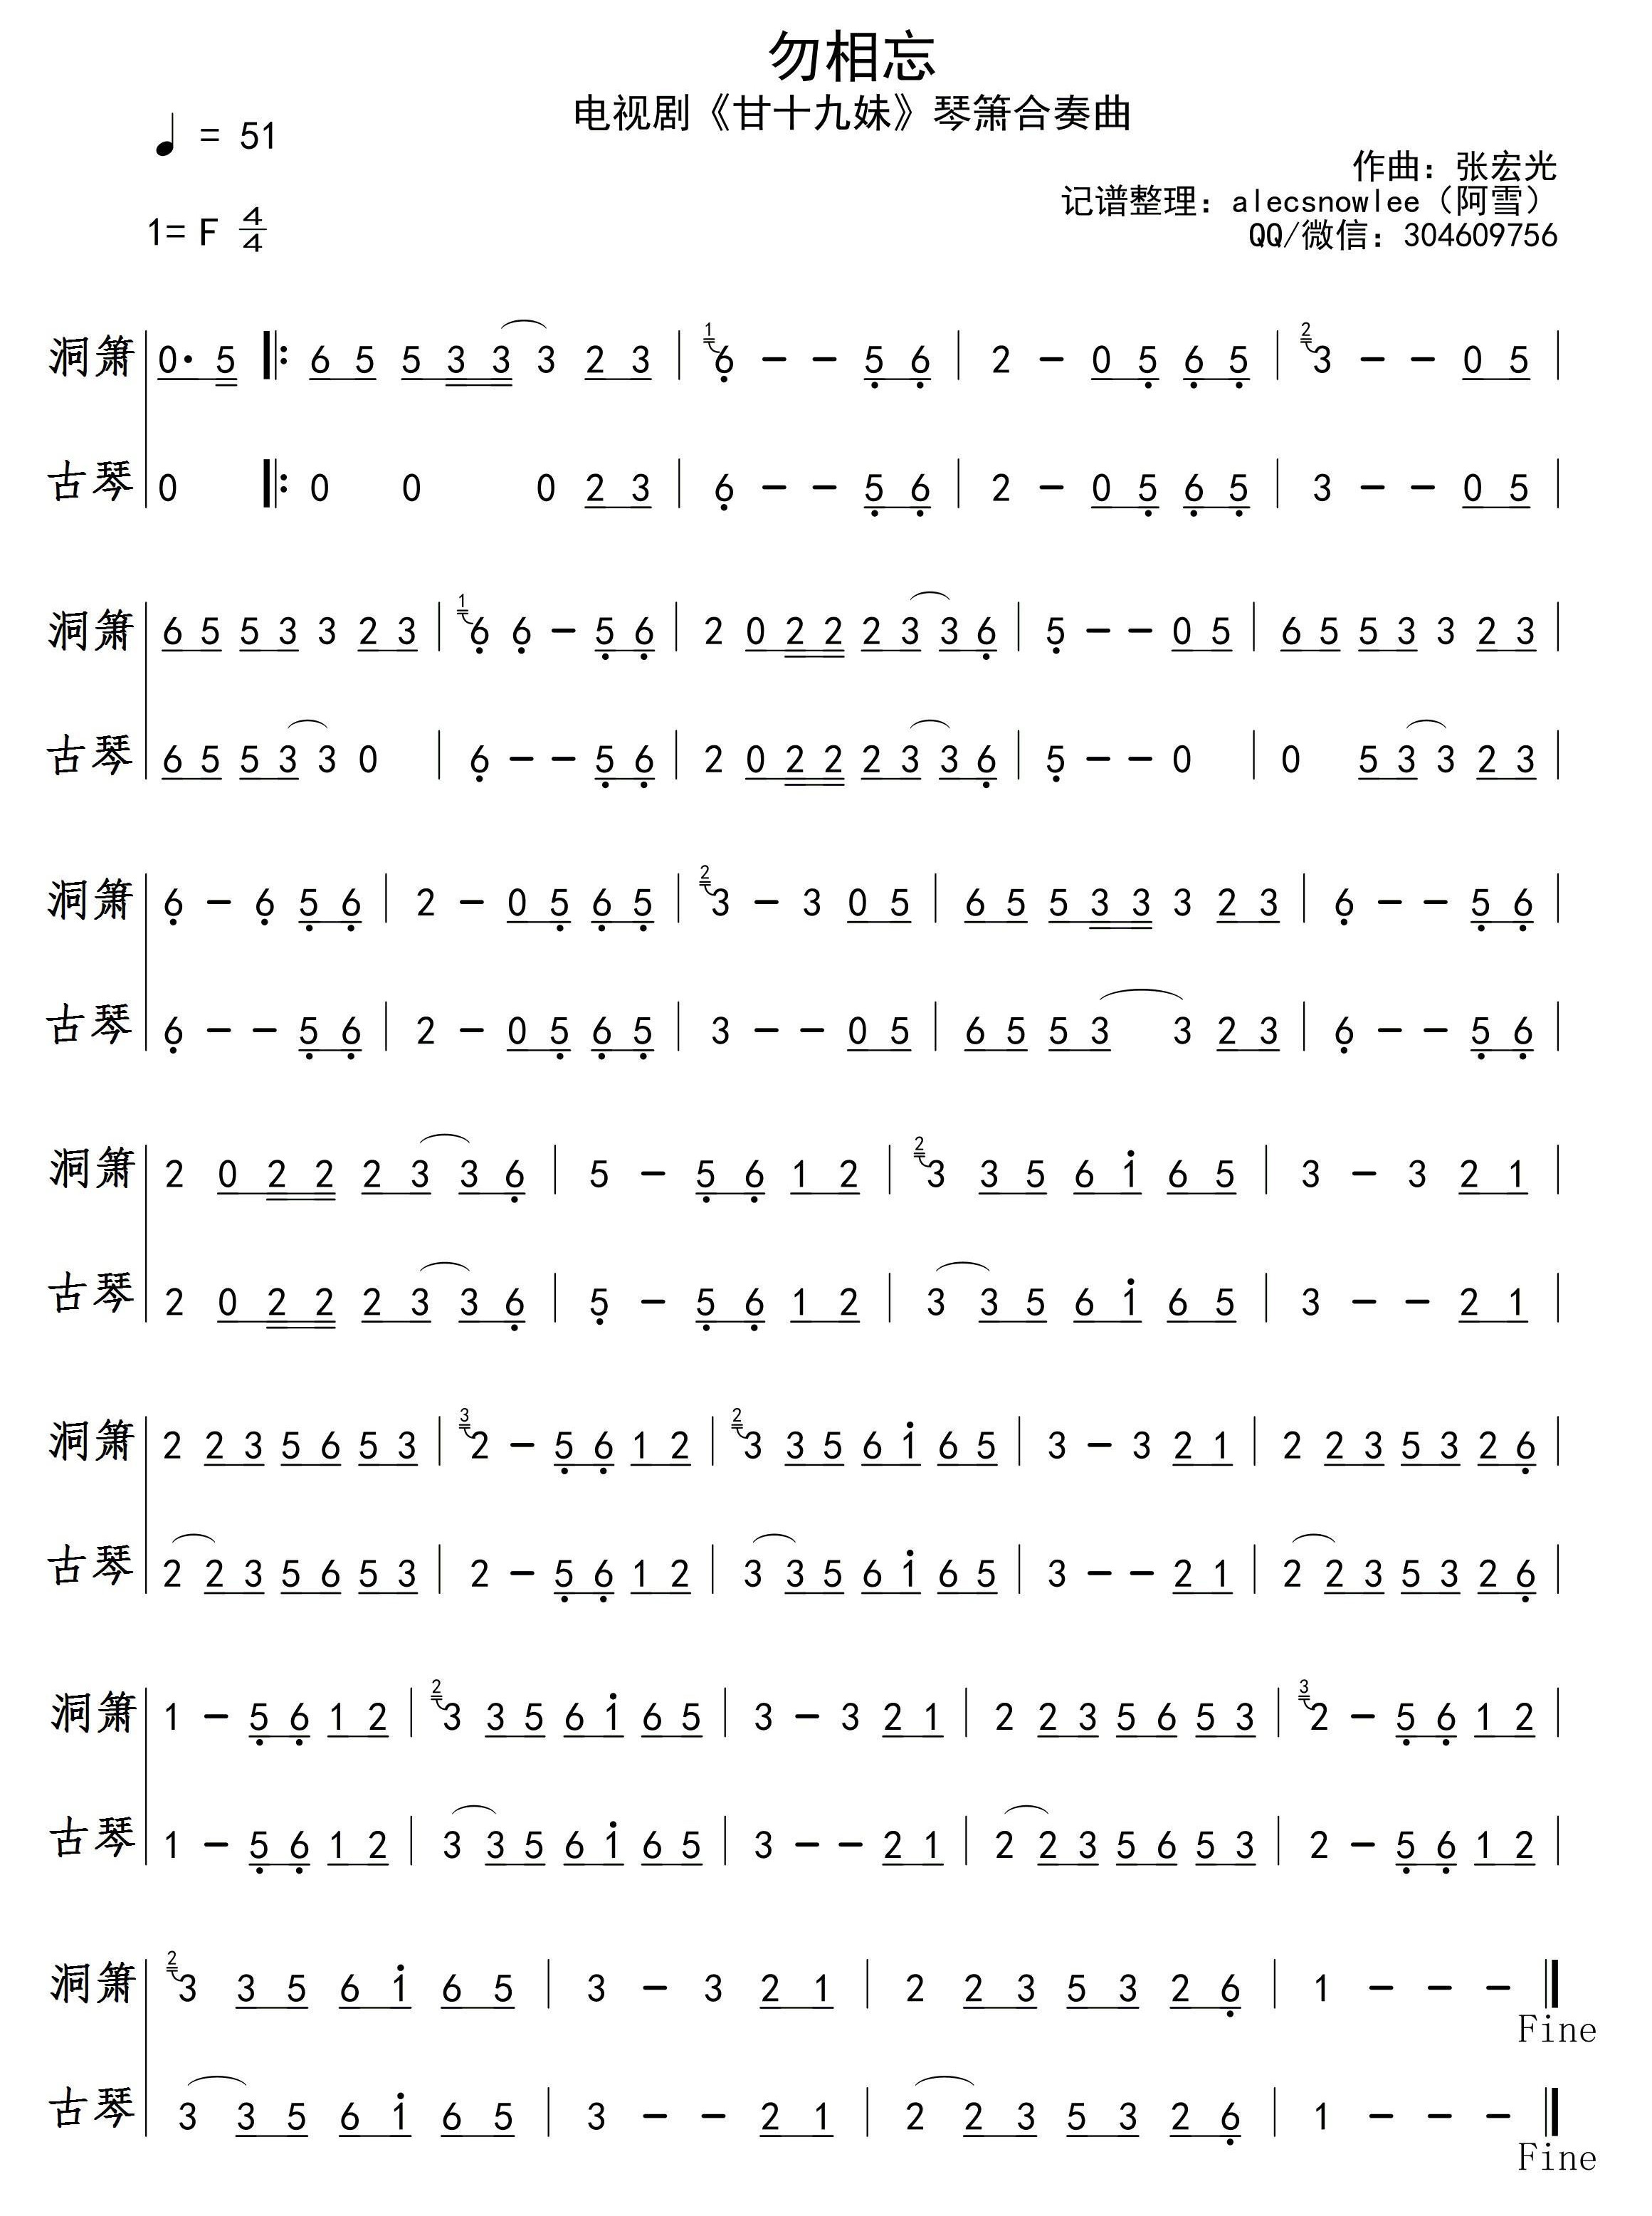 勿相忘
电视剧《甘十九妹》琴箫合奏曲
♩ = 51
作曲：张宏光
记谱整理：alecsnowlee（阿雪）
1= F 4/4
QQ/微信：304609756
洞箫 0· 5 ‖: 6 5 5 3 3 3 2 3 | 1 6̣ – – 5̣ 6̣ | 2 – 0 5̣ 6̣ 5̣ | 2 3 – – 0 5 |
古琴 0 ‖: 0 0 0 2 3 | 6̣ – – 5̣ 6̣ | 2 – 0 5̣ 6̣ 5̣ | 3 – – 0 5 |
洞箫 6 5 5 3 3 2 3 | 1 6̣ 6̣ – 5̣ 6̣ | 2 0 2 2 2 3 3 6̣ | 5̣ – – 0 5 | 6 5 5 3 3 2 3 |
古琴 6 5 5 3 3 0 | 6̣ – – 5̣ 6̣ | 2 0 2 2 2 3 3 6̣ | 5̣ – – 0 | 0 5 3 3 2 3 |
洞箫 6̣ – 6̣ 5̣ 6̣ | 2 – 0 5̣ 6̣ 5̣ | 2 3 – 3 0 5 | 6 5 5 3 3 3 2 3 | 6̣ – – 5̣ 6̣ |
古琴 6̣ – – 5̣ 6̣ | 2 – 0 5̣ 6̣ 5̣ | 3 – – 0 5 | 6 5 5 3 3 2 3 | 6̣ – – 5̣ 6̣ |
洞箫 2 0 2 2 2 3 3 6̣ | 5 – 5̣ 6̣ 1 2 | 2 3 3 5 6 1̇ 6 5 | 3 – 3 2 1 |
古琴 2 0 2 2 2 3 3 6̣ | 5̣ – 5̣ 6̣ 1 2 | 3 3 5 6 1̇ 6 5 | 3 – – 2 1 |
洞箫 2 2 3 5 6 5 3 | 3 2 – 5̣ 6̣ 1 2 | 2 3 3 5 6 1̇ 6 5 | 3 – 3 2 1 | 2 2 3 5 3 2 6̣ |
古琴 2 2 3 5 6 5 3 | 2 – 5̣ 6̣ 1 2 | 3 3 5 6 1̇ 6 5 | 3 – – 2 1 | 2 2 3 5 3 2 6̣ |
洞箫 1 – 5̣ 6̣ 1 2 | 2 3 3 5 6 1̇ 6 5 | 3 – 3 2 1 | 2 2 3 5 6 5 3 | 3 2 – 5̣ 6̣ 1 2 |
古琴 1 – 5̣ 6̣ 1 2 | 3 3 5 6 1̇ 6 5 | 3 – – 2 1 | 2 2 3 5 6 5 3 | 2 – 5̣ 6̣ 1 2 |
洞箫 2 3 3 5 6 1̇ 6 5 | 3 – 3 2 1 | 2 2 3 5 3 2 6̣ | 1 – – – ‖
Fine
古琴 3 3 5 6 1̇ 6 5 | 3 – – 2 1 | 2 2 3 5 3 2 6̣ | 1 – – – ‖
Fine